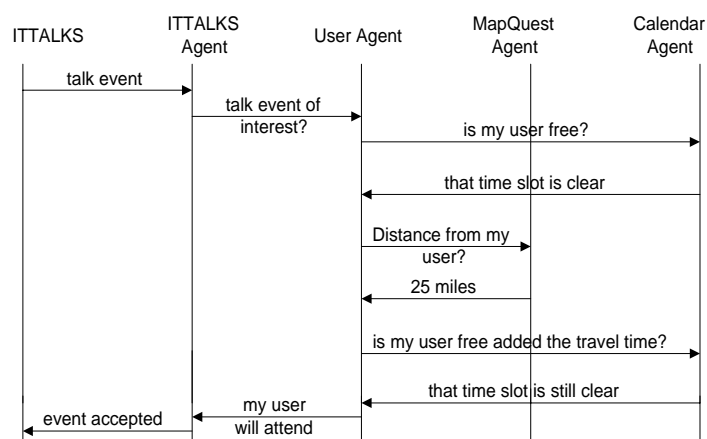 ITTALKS
ITTALKS
Agent
User Agent
MapQuest
Agent
Calendar
Agent
talk event
talk event of
interest?
is my user free?
that time slot is clear
Distance from my
user?
25 miles
is my user free added the travel time?
that time slot is still clear
my user
will attend
event accepted